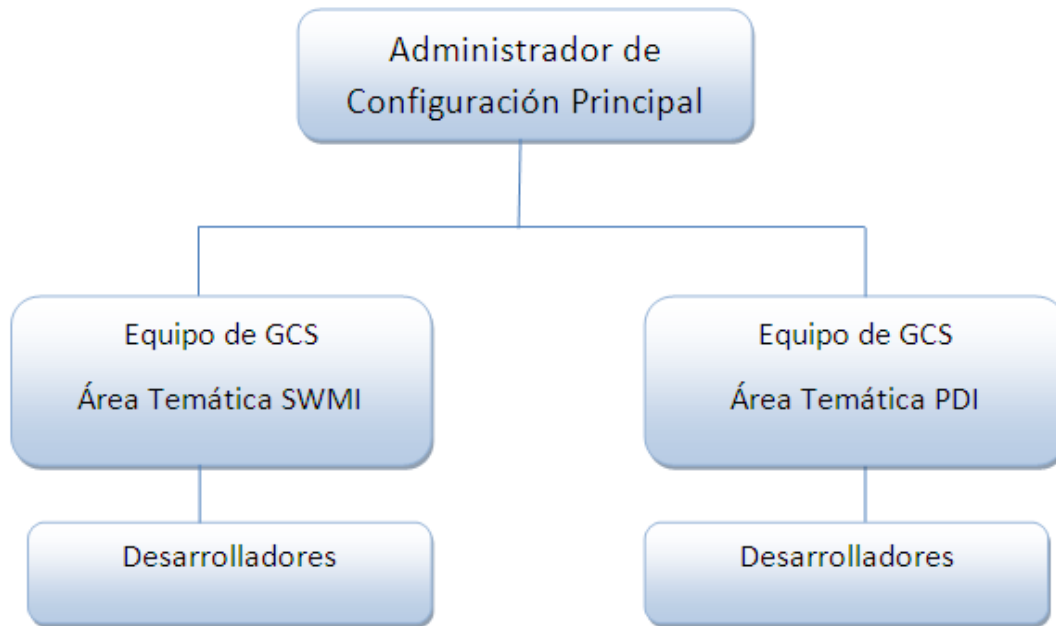 Administrador de
Configuración Principal
Equipo de GCS
Área Temática SWMI
Equipo de GCS
Área Temática PDI
Desarrolladores
Desarrolladores